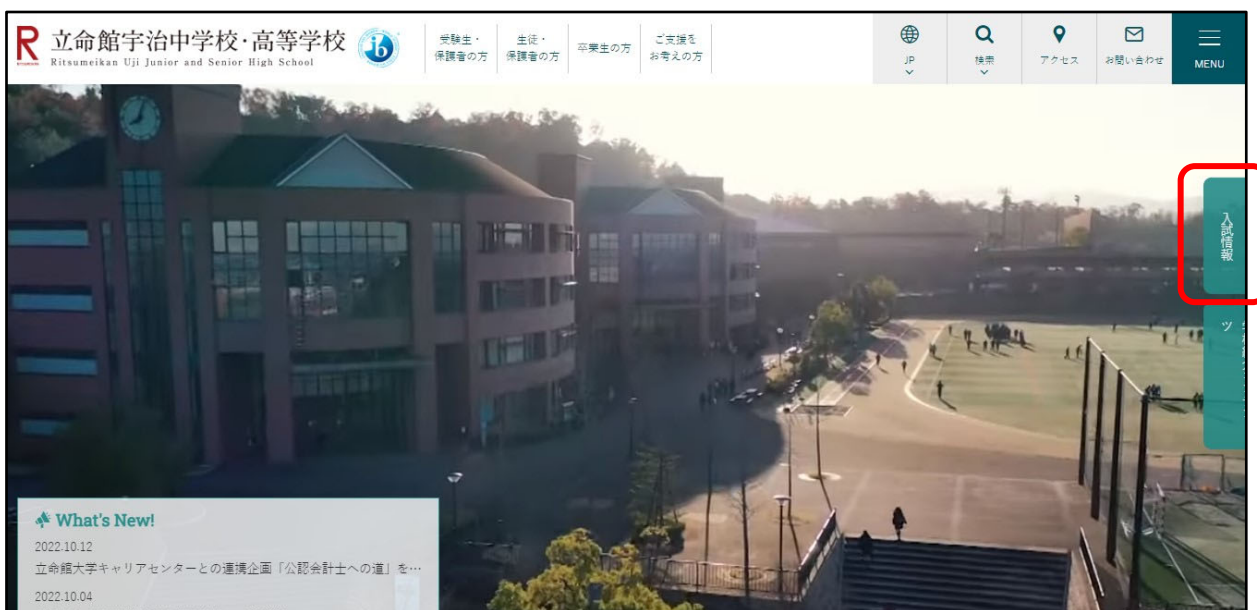 立命館宇治中学校・高等学校
Ritsumeikan Uji Junior and Senior High School
受験生・
保護者の方
生徒・
保護者の方
卒業生の方
ご支援を
お考えの方
JP
検索
アクセス
お問い合わせ
MENU
入試情報
What's New!
2022.10.12
立命館大学キャリアセンターとの連携企画「公認会計士への道」を…
2022.10.04